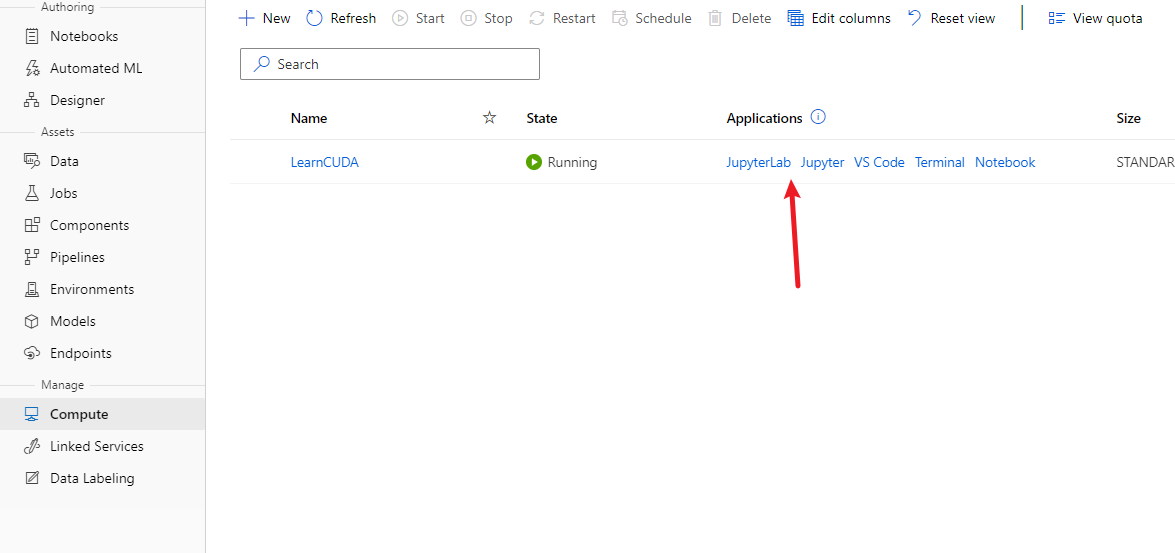 Authoring
Notebooks
Automated ML
Designer
Assets
Data
Jobs
Components
Pipelines
Environments
Models
Endpoints
Manage
Compute
Linked Services
Data Labeling
New Refresh Start Stop Restart Schedule Delete Edit columns Reset view View quota
Search
Name State Applications Size
LearnCUDA Running JupyterLab Jupyter VS Code Terminal Notebook STANDAR